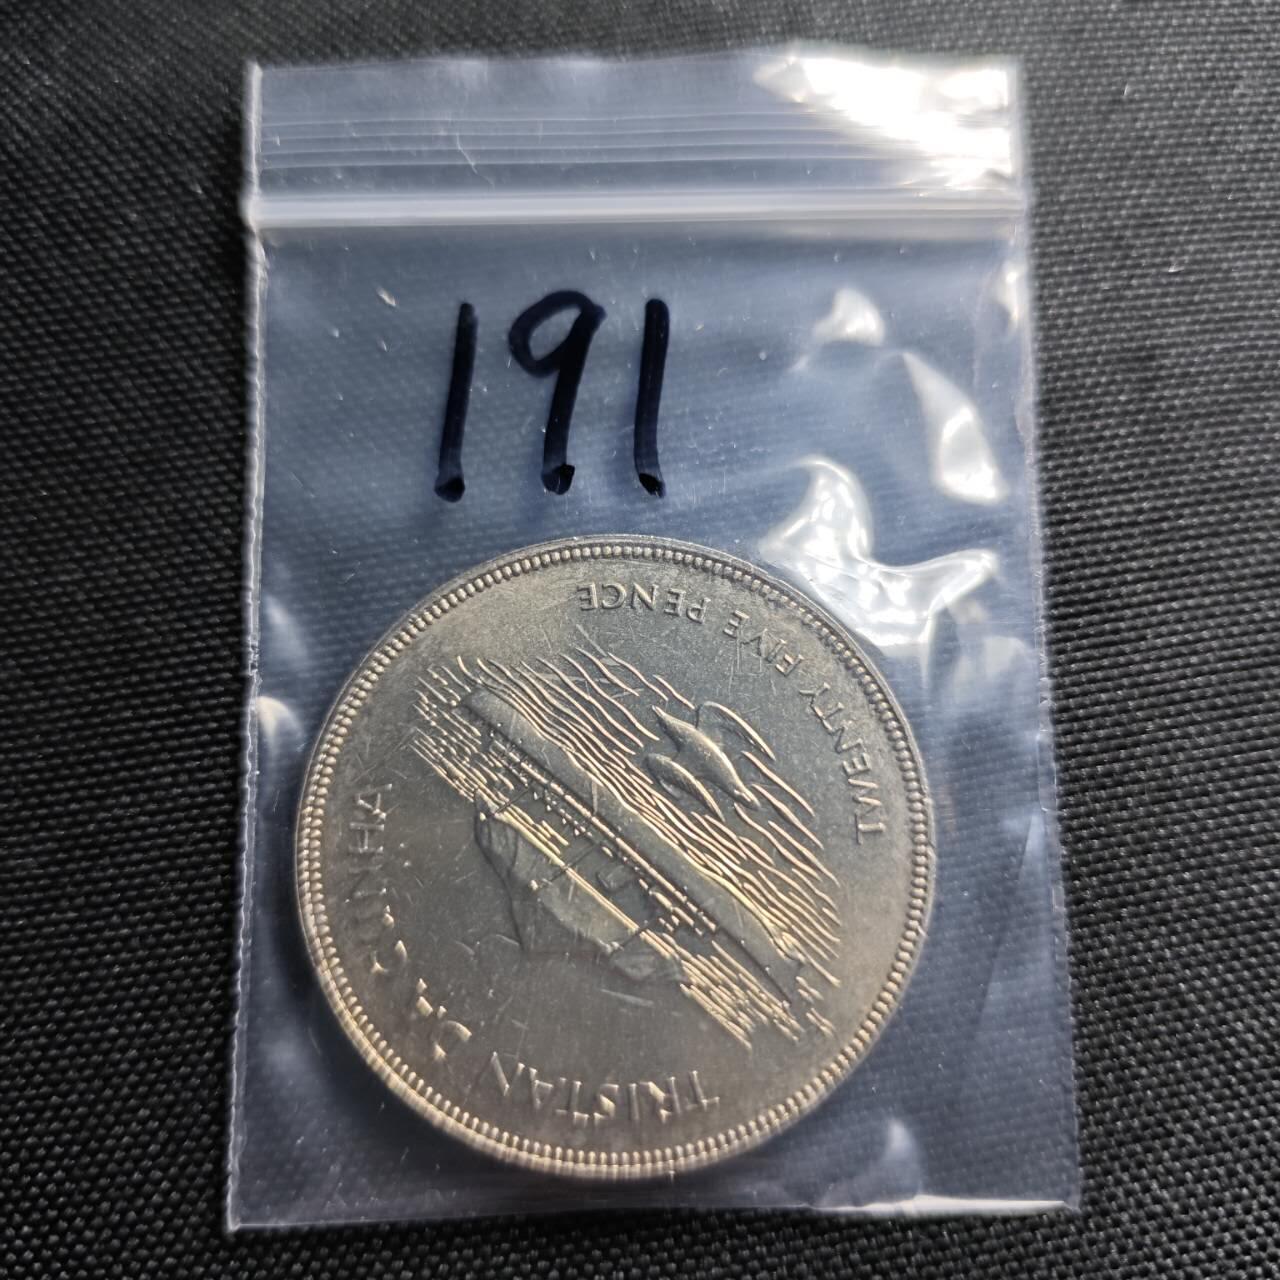 191
TRISTAN DA CUNHA
TWENTY FIVE PENCE